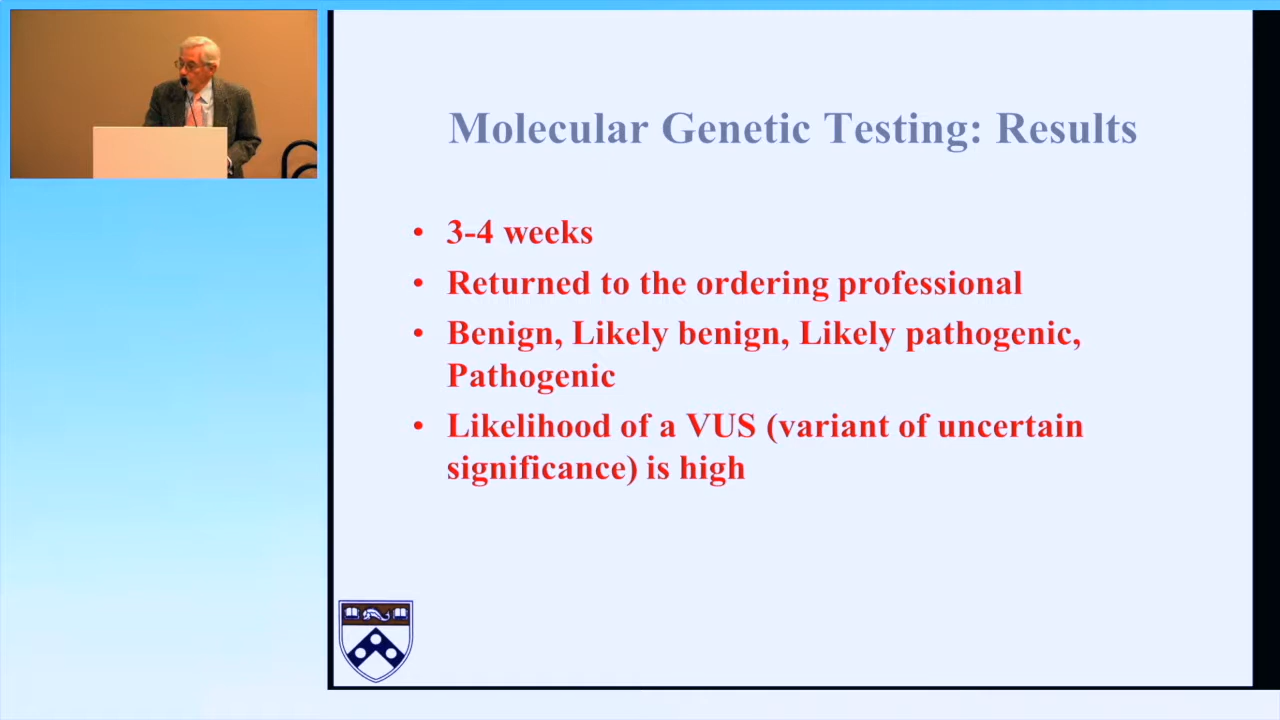 Molecular Genetic Testing: Results
• 3-4 weeks
• Returned to the ordering professional
• Benign, Likely benign, Likely pathogenic,
Pathogenic
• Likelihood of a VUS (variant of uncertain
significance) is high